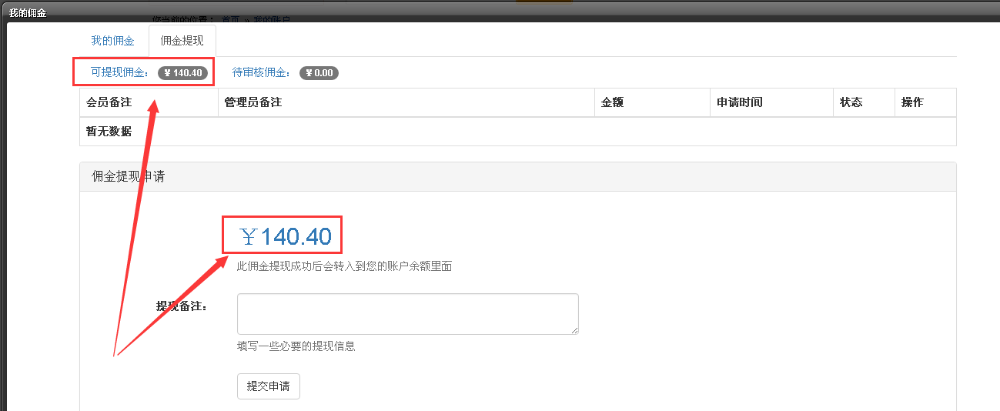 我的佣金
您当前的位置： 首页 » 我的账户
我的佣金 佣金提现
可提现佣金： ¥ 140.40 待审核佣金： ¥ 0.00
会员备注 管理员备注 金额 申请时间 状态 操作
暂无数据
佣金提现申请
¥140.40
此佣金提现成功后会转入到您的账户余额里面
提现备注：
填写一些必要的提现信息
提交申请